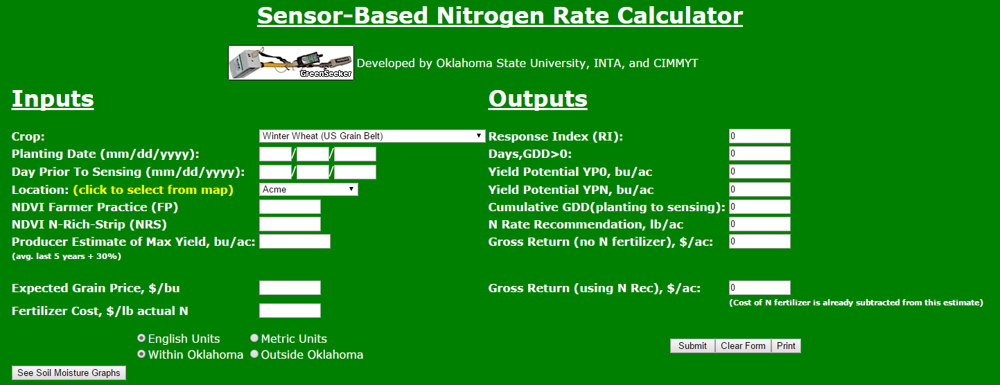 Sensor-Based Nitrogen Rate Calculator
GreenSeeker
Developed by Oklahoma State University, INTA, and CIMMYT
Inputs
Crop: Winter Wheat (US Grain Belt)
Planting Date (mm/dd/yyyy): / /
Day Prior To Sensing (mm/dd/yyyy): / /
Location: (click to select from map) Acme
NDVI Farmer Practice (FP)
NDVI N-Rich-Strip (NRS)
Producer Estimate of Max Yield, bu/ac:
(avg. last 5 years + 30%)
Expected Grain Price, $/bu
Fertilizer Cost, $/lb actual N
English Units Metric Units
Within Oklahoma Outside Oklahoma
See Soil Moisture Graphs
Outputs
Response Index (RI): 0
Days,GDD>0: 0
Yield Potential YP0, bu/ac 0
Yield Potential YPN, bu/ac 0
Cumulative GDD(planting to sensing): 0
N Rate Recommendation, lb/ac 0
Gross Return (no N fertilizer), $/ac: 0
Gross Return (using N Rec), $/ac: 0
(Cost of N fertilizer is already subtracted from this estimate)
Submit Clear Form Print